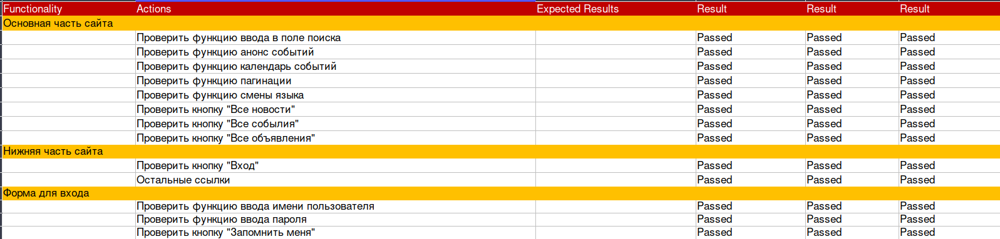 Functionality Actions Expected Results Result Result Result
Основная часть сайта
Проверить функцию ввода в поле поиска Passed Passed Passed
Проверить функцию анонс событий Passed Passed Passed
Проверить функцию календарь событий Passed Passed Passed
Проверить функцию пагинации Passed Passed Passed
Проверить функцию смены языка Passed Passed Passed
Проверить кнопку "Все новости" Passed Passed Passed
Проверить кнопку "Все событлия" Passed Passed Passed
Проверить кнопку "Все объявления" Passed Passed Passed
Нижняя часть сайта
Проверить кнопку "Вход" Passed Passed Passed
Остальные ссылки Passed Passed Passed
Форма для входа
Проверить функцию ввода имени пользователя Passed Passed Passed
Проверить функцию ввода пароля Passed Passed Passed
Проверить кнопку "Запомнить меня" Passed Passed Passed